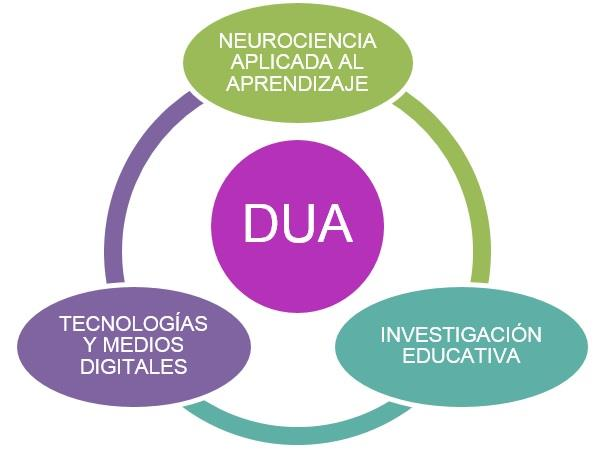 NEUROCIENCIA
APLICADA AL
APRENDIZAJE
DUA
TECNOLOGÍAS
Y MEDIOS
DIGITALES
INVESTIGACIÓN
EDUCATIVA